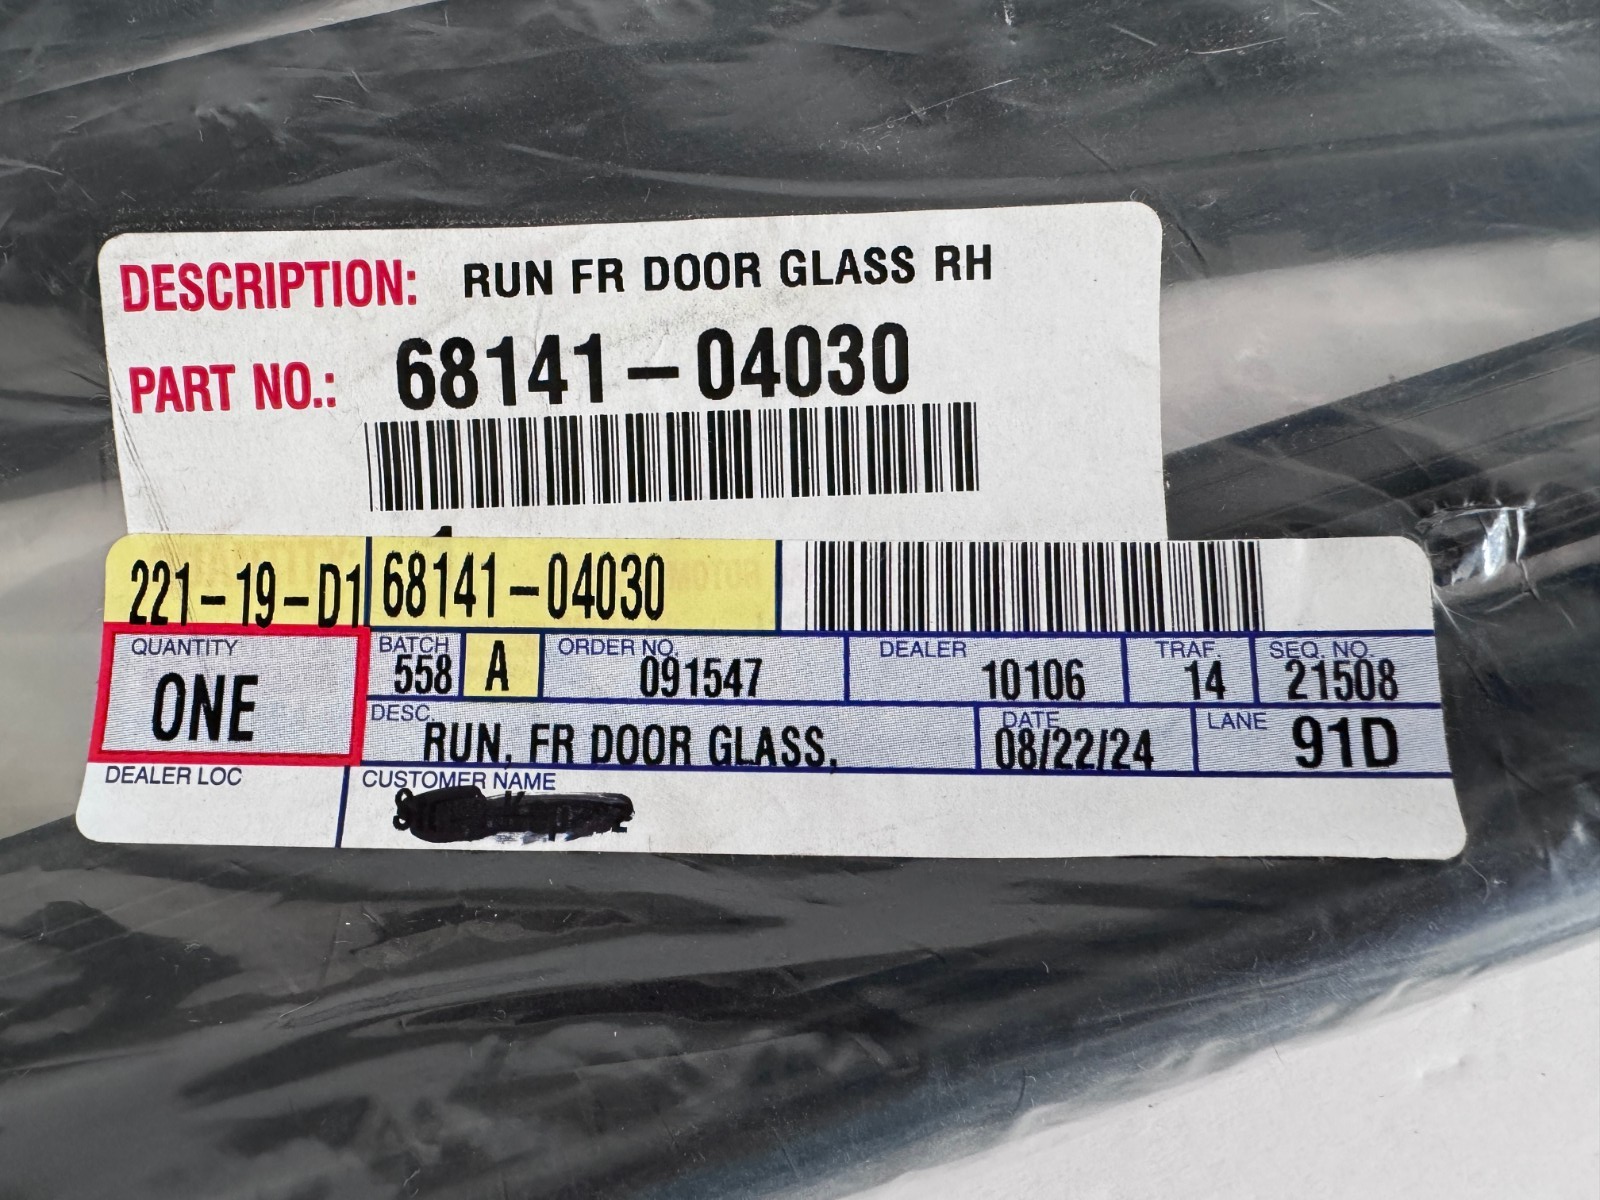 DESCRIPTION: RUN FR DOOR GLASS RH
PART NO.: 68141-04030
221-19-D1 68141-04030
QUANTITY BATCH A ORDER NO. DEALER TRAF. SEQ. NO.
ONE 558 091547 10106 14 21508
DESC. RUN, FR DOOR GLASS, DATE 08/22/24 LANE 91D
DEALER LOC CUSTOMER NAME